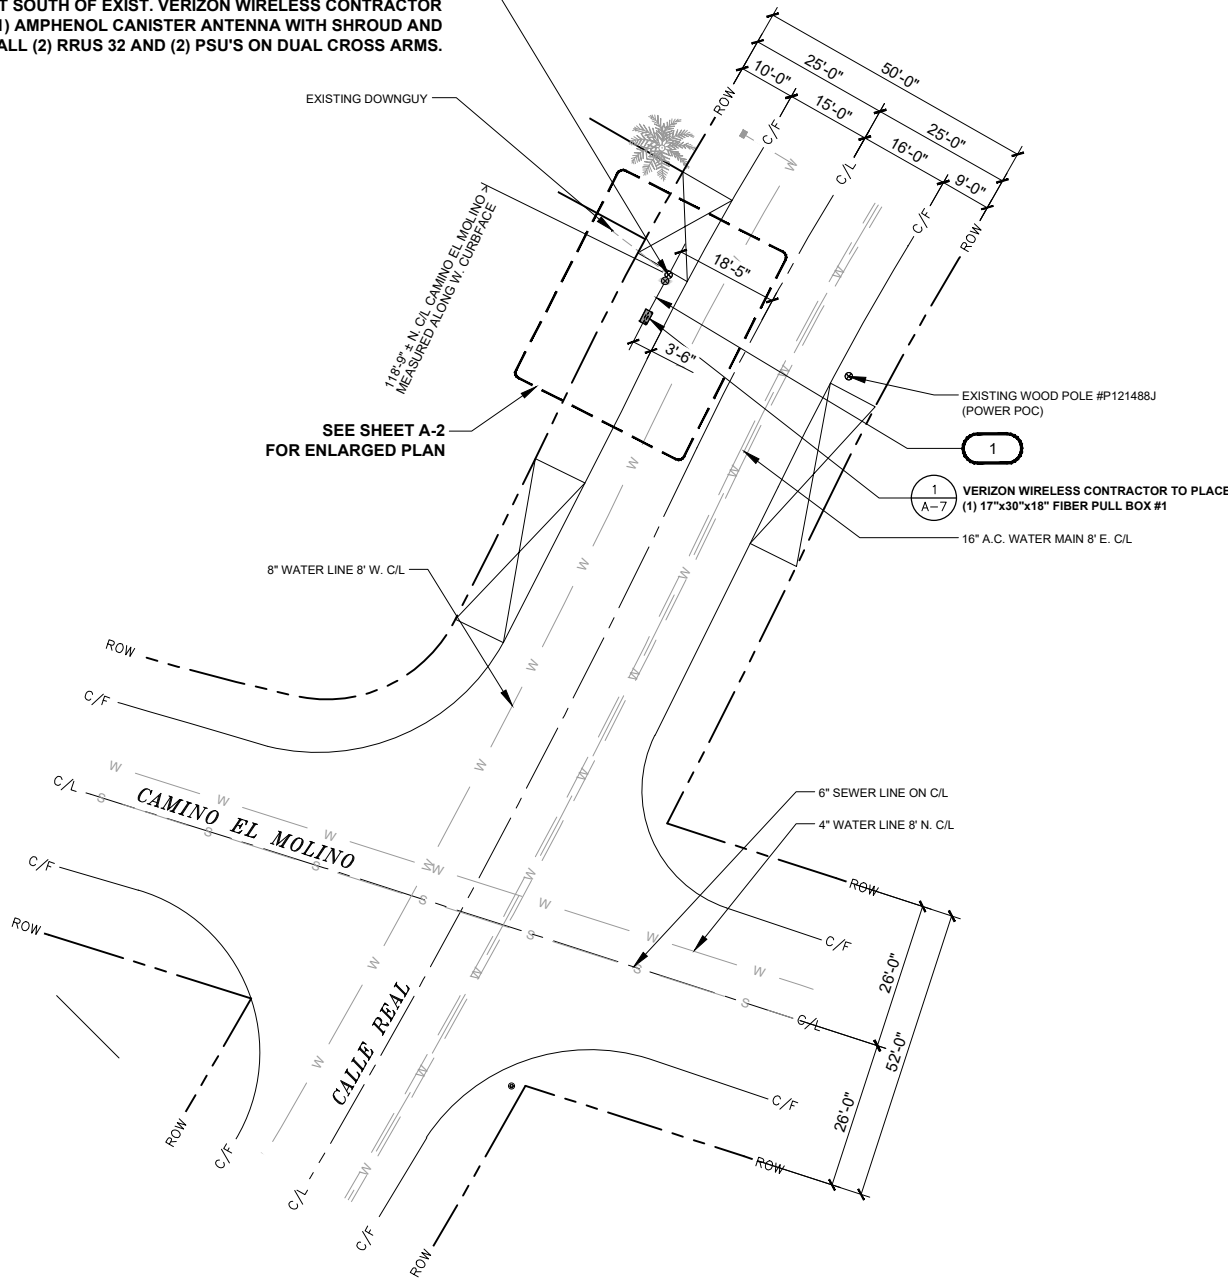 T SOUTH OF EXIST. VERIZON WIRELESS CONTRACTOR
1) AMPHENOL CANISTER ANTENNA WITH SHROUD AND
ALL (2) RRUS 32 AND (2) PSU'S ON DUAL CROSS ARMS.
50'-0"
25'-0"
10'-0"
15'-0"
25'-0"
16'-0"
9'-0"
ROW
C/F
C/L
C/F
ROW
EXISTING DOWNGUY
W
118'-9" ± N. C/L CAMINO EL MOLINO >
MEASURED ALONG W. CURBFACE
18'-5"
W
3'-6"
W
EXISTING WOOD POLE #P121488J
(POWER POC)
1
SEE SHEET A-2
FOR ENLARGED PLAN
W
W
1
A-7
VERIZON WIRELESS CONTRACTOR TO PLACE
(1) 17"x30"x18" FIBER PULL BOX #1
16" A.C. WATER MAIN 8' E. C/L
8" WATER LINE 8' W. C/L
W
W
ROW
W
W
C/F
W
W
W
C/L
S
W
CAMINO EL MOLINO
S
W
S
6" SEWER LINE ON C/L
4" WATER LINE 8' N. C/L
C/F
W
W
W
S
W
ROW
ROW
S
W
C/F
W
W
S
W
S
C/L
26'-0"
52'-0"
26'-0"
CALLE REAL
W
W
C/F
ROW
ROW
C/F
W
C/L
C/F
ROW